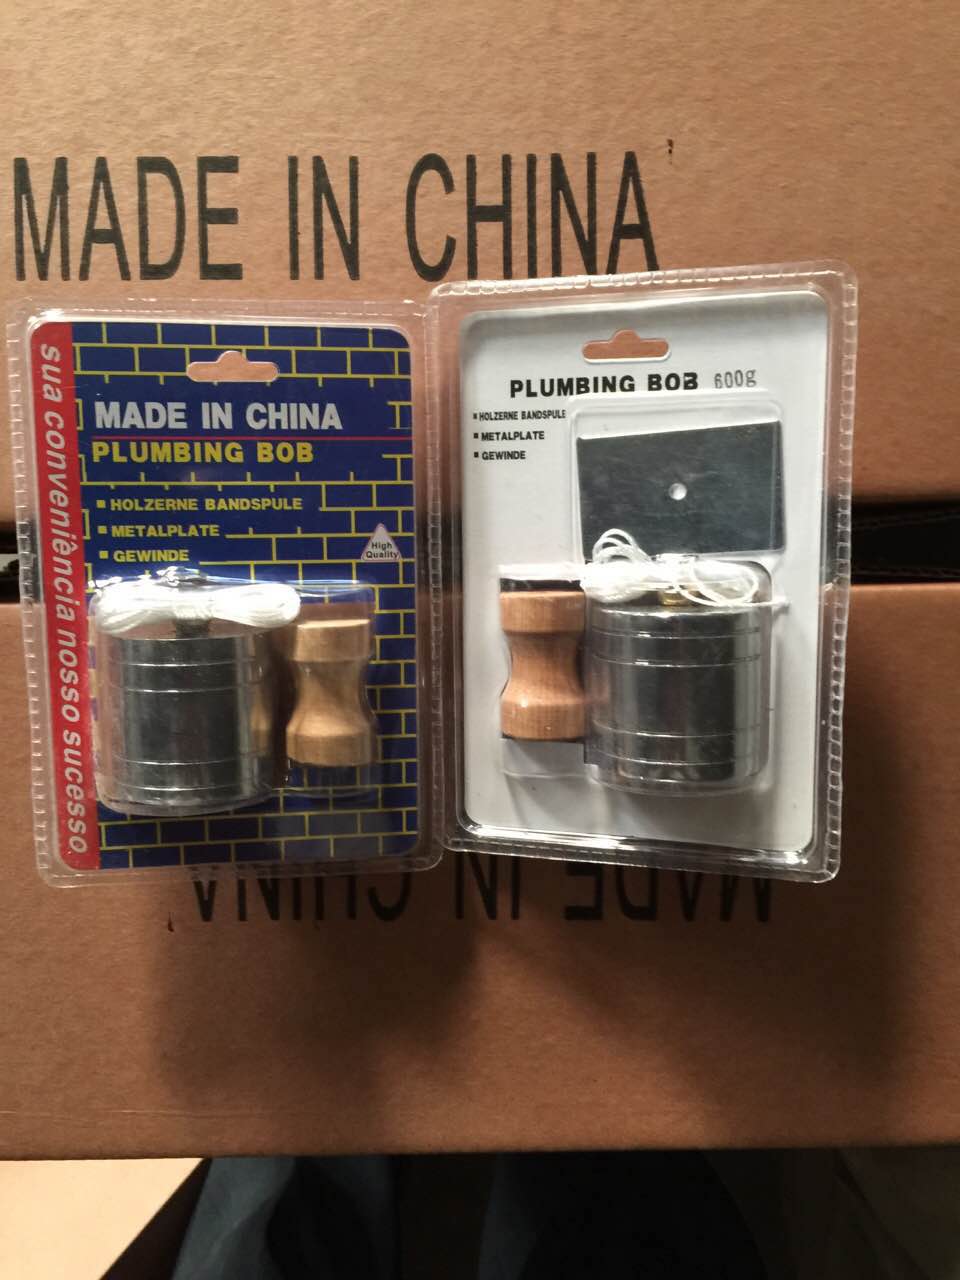 MADE IN CHINA
sua conveniência nosso sucesso
MADE IN CHINA
PLUMBING BOB
HOLZERNE BANDSPULE
METALPLATE
GEWINDE
High
Quality
PLUMBING BOB 600g
HOLZERNE BANDSPULE
METALPLATE
GEWINDE
MADE IN CHINA